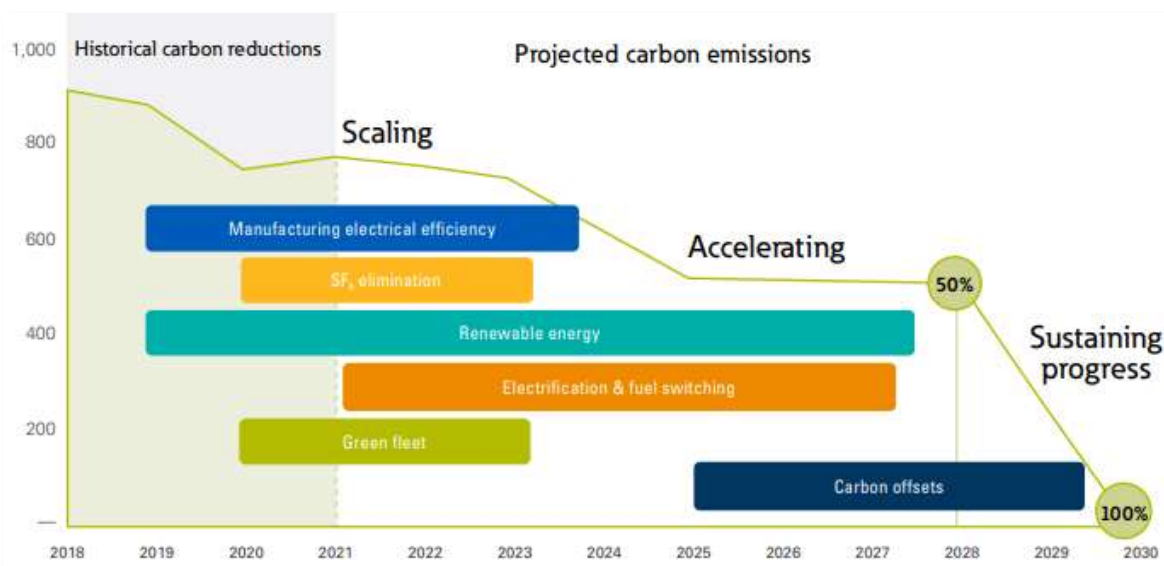 1,000
Historical carbon reductions
Projected carbon emissions
800
Scaling
Manufacturing electrical efficiency
600
Accelerating
SF₆ elimination
50%
400
Renewable energy
Sustaining
progress
Electrification & fuel switching
200
Green fleet
Carbon offsets
—
100%
2018 2019 2020 2021 2022 2023 2024 2025 2026 2027 2028 2029 2030